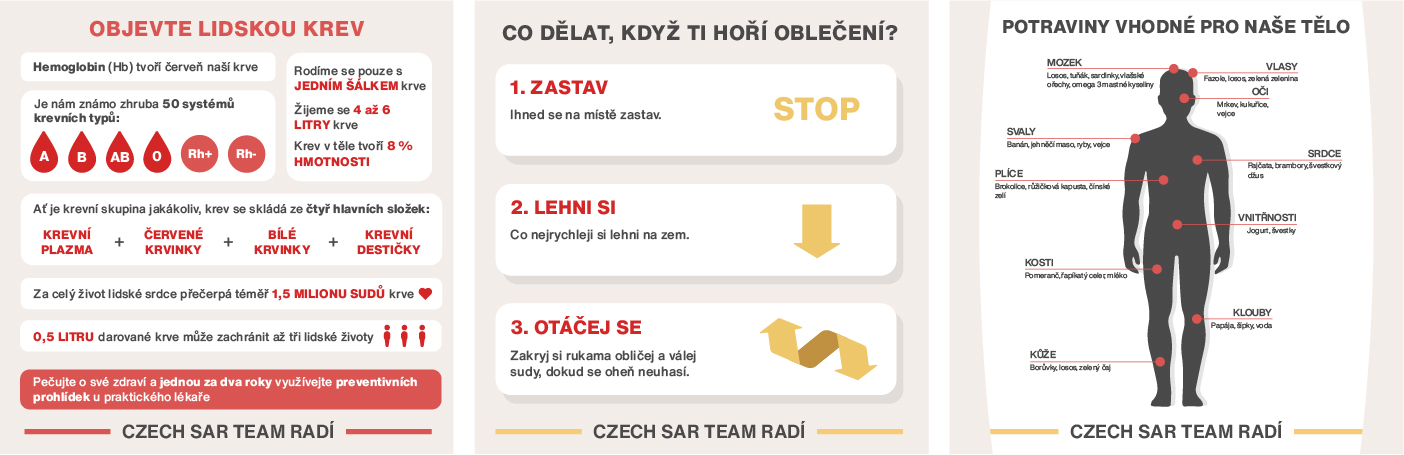 OBJEVTE LIDSKOU KREV
Hemoglobin (Hb) tvoří červeň naší krve
Je nám známo zhruba 50 systémů
krevních typů:
A B AB 0 Rh+ Rh-
Rodíme se pouze s
JEDNÍM ŠÁLKEM krve
Žijeme se 4 až 6
LITRY krve
Krev v těle tvoří 8 %
HMOTNOSTI
Ať je krevní skupina jakákoliv, krev se skládá ze čtyř hlavních složek:
KREVNÍ
PLAZMA
+
ČERVENÉ
KRVINKY
+
BÍLÉ
KRVINKY
+
KREVNÍ
DESTIČKY
Za celý život lidské srdce přečerpá téměř 1,5 MILIONU SUDŮ krve
0,5 LITRU darované krve může zachránit až tři lidské životy
Pečujte o své zdraví a jednou za dva roky využívejte preventivních
prohlídek u praktického lékaře
CZECH SAR TEAM RADÍ
CO DĚLAT, KDYŽ TI HOŘÍ OBLEČENÍ?
1. ZASTAV
Ihned se na místě zastav.
STOP
2. LEHNI SI
Co nejrychleji si lehni na zem.
3. OTÁČEJ SE
Zakryj si rukama obličej a válej
sudy, dokud se oheň neuhasí.
CZECH SAR TEAM RADÍ
POTRAVINY VHODNÉ PRO NAŠE TĚLO
MOZEK
Losos, tuňák, sardinky, vlašské
ořechy, omega 3 mastné kyseliny
VLASY
Fazole, losos, zelená zelenina
OČI
Mrkev, kukuřice,
vejce
SVALY
Banán, jehněčí maso, ryby, vejce
SRDCE
Rajčata, brambory, švestkový
džus
PLÍCE
Brokolice, růžičková kapusta, čínské
zelí
VNITŘNOSTI
Jogurt, švestky
KOSTI
Pomeranč, řapíkatý celer, mléko
KLOUBY
Papája, šípky, voda
KŮŽE
Borůvky, losos, zelený čaj
CZECH SAR TEAM RADÍ